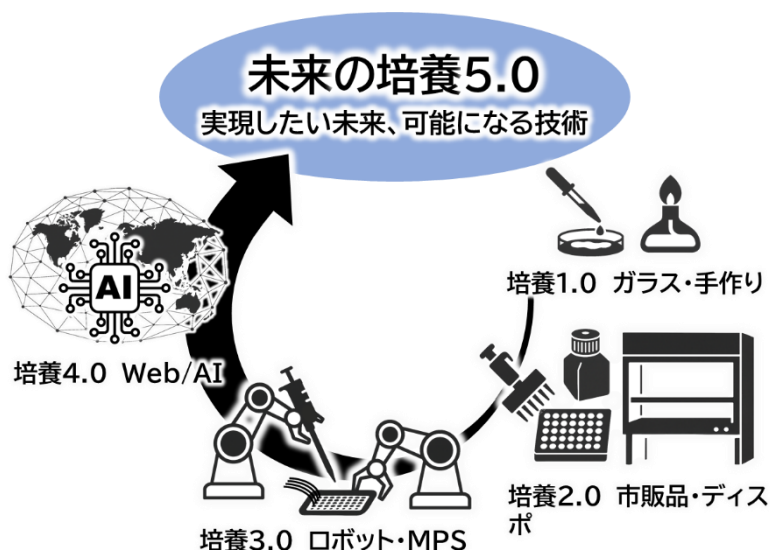 未来の培養5.0
実現したい未来、可能になる技術
培養1.0 ガラス・手作り
AI
培養4.0 Web/AI
培養2.0 市販品・ディス
ポ
培養3.0 ロボット・MPS